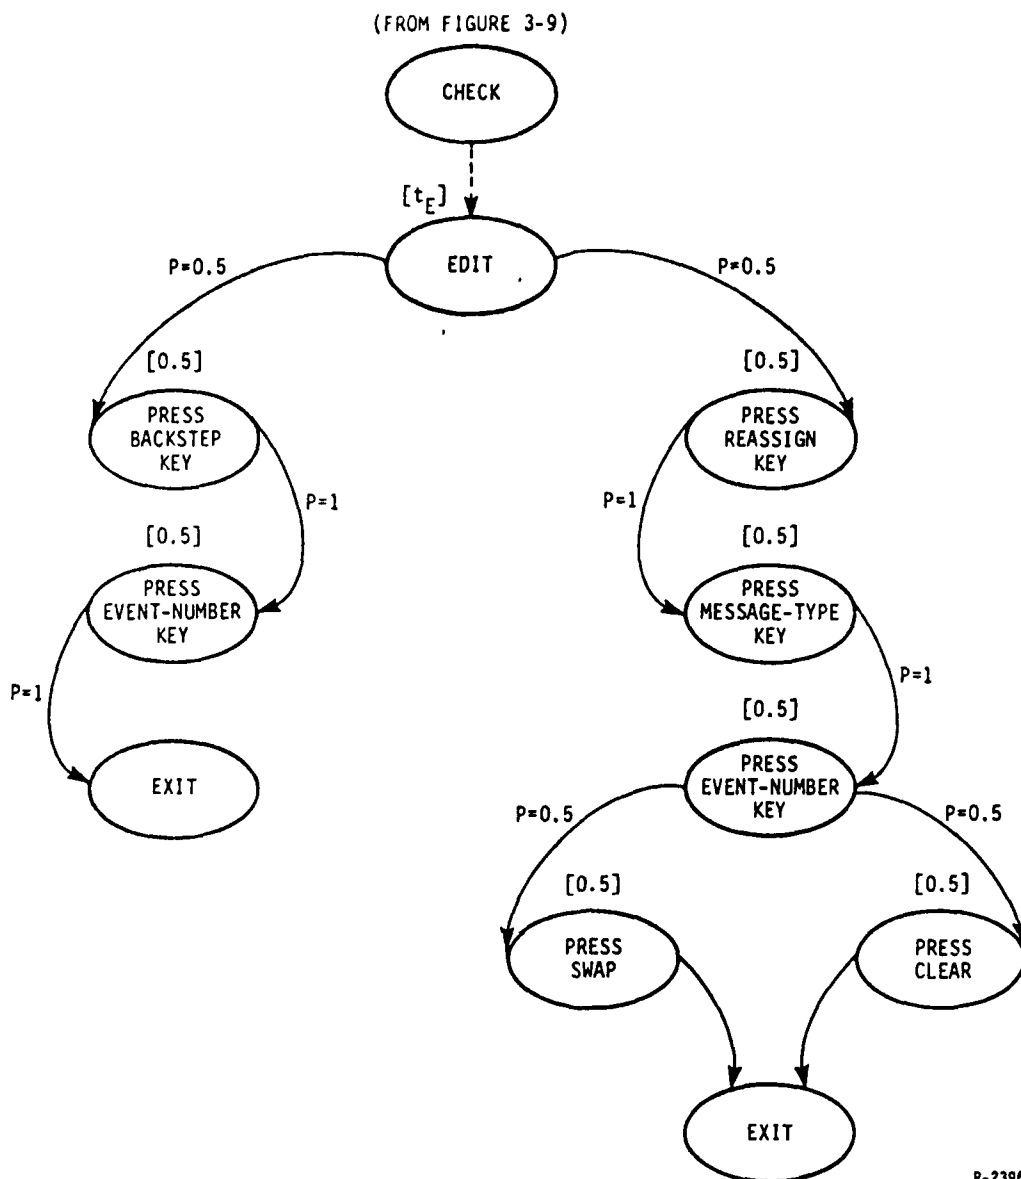 (FROM FIGURE 3-9)
CHECK
[tE]
EDIT
P=0.5
P=0.5
[0.5]
[0.5]
PRESS
BACKSTEP
KEY
PRESS
REASSIGN
KEY
P=1
P=1
[0.5]
[0.5]
PRESS
EVENT-NUMBER
KEY
PRESS
MESSAGE-TYPE
KEY
P=1
P=1
[0.5]
EXIT
PRESS
EVENT-NUMBER
KEY
P=0.5
P=0.5
[0.5]
[0.5]
PRESS
SWAP
PRESS
CLEAR
EXIT
R-2396